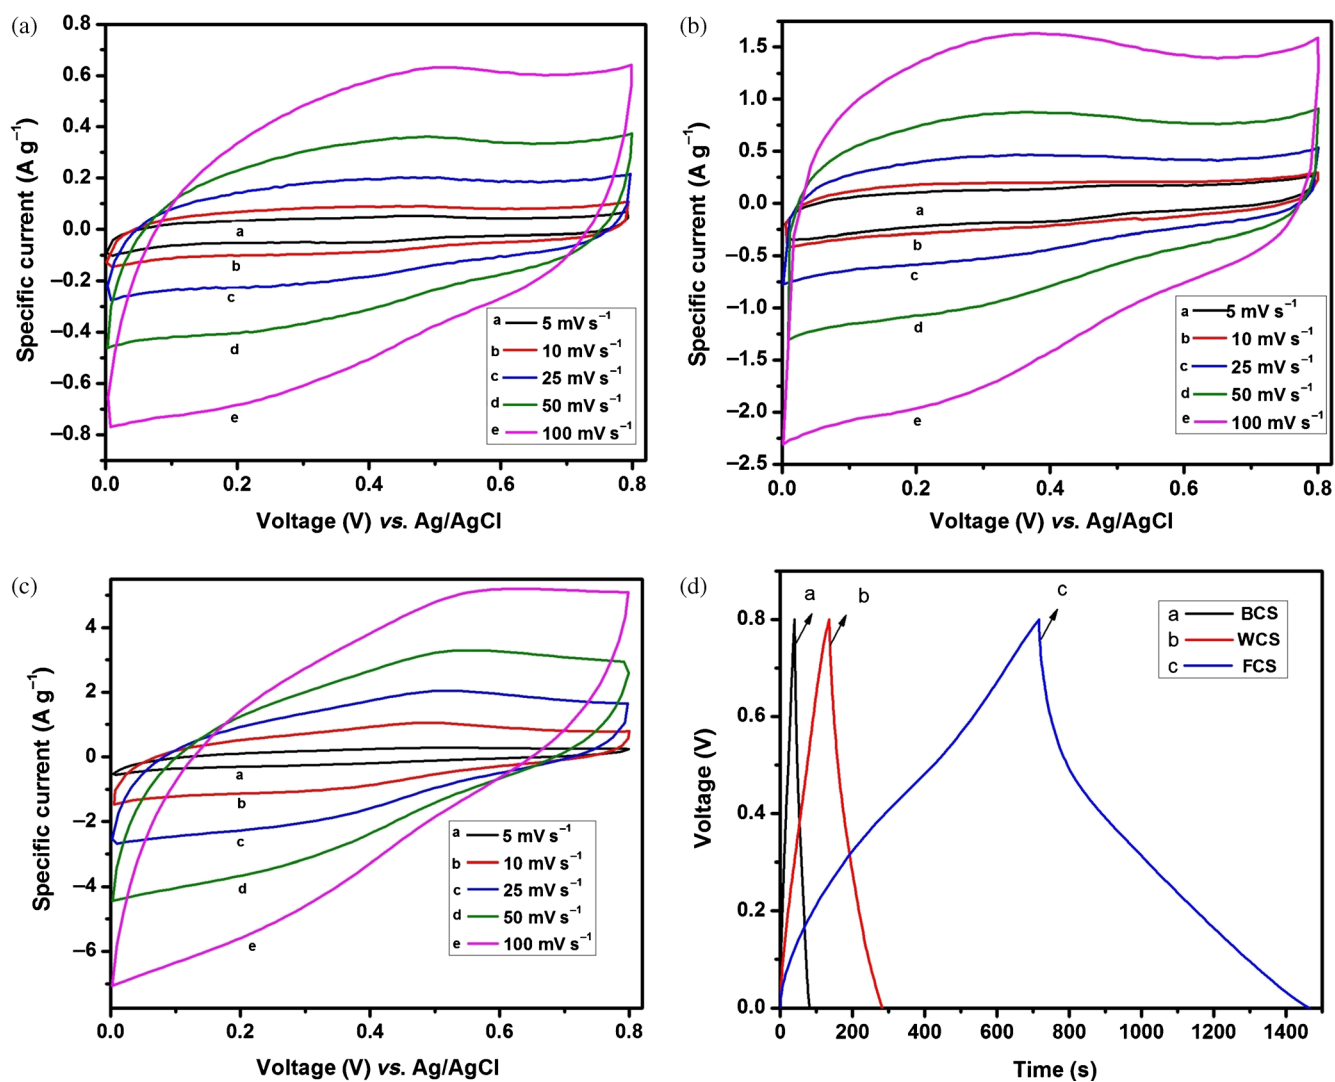 (a)
0.8
0.6
0.4
0.2
0.0
–0.2
–0.4
–0.6
–0.8
Specific current (A g–1)
a
b
c
d
e
a 5 mV s–1
b 10 mV s–1
c 25 mV s–1
d 50 mV s–1
e 100 mV s–1
0.0 0.2 0.4 0.6 0.8
Voltage (V) vs. Ag/AgCl
(b)
1.5
1.0
0.5
0.0
–0.5
–1.0
–1.5
–2.0
–2.5
Specific current (A g–1)
a
b
c
d
e
a 5 mV s–1
b 10 mV s–1
c 25 mV s–1
d 50 mV s–1
e 100 mV s–1
0.0 0.2 0.4 0.6 0.8
Voltage (V) vs. Ag/AgCl
(c)
4
2
0
–2
–4
–6
Specific current (A g–1)
a
b
c
d
e
a 5 mV s–1
b 10 mV s–1
c 25 mV s–1
d 50 mV s–1
e 100 mV s–1
0.0 0.2 0.4 0.6 0.8
Voltage (V) vs. Ag/AgCl
(d)
0.8
0.6
0.4
0.2
0.0
Voltage (V)
a b c
a BCS
b WCS
c FCS
0 200 400 600 800 1000 1200 1400
Time (s)